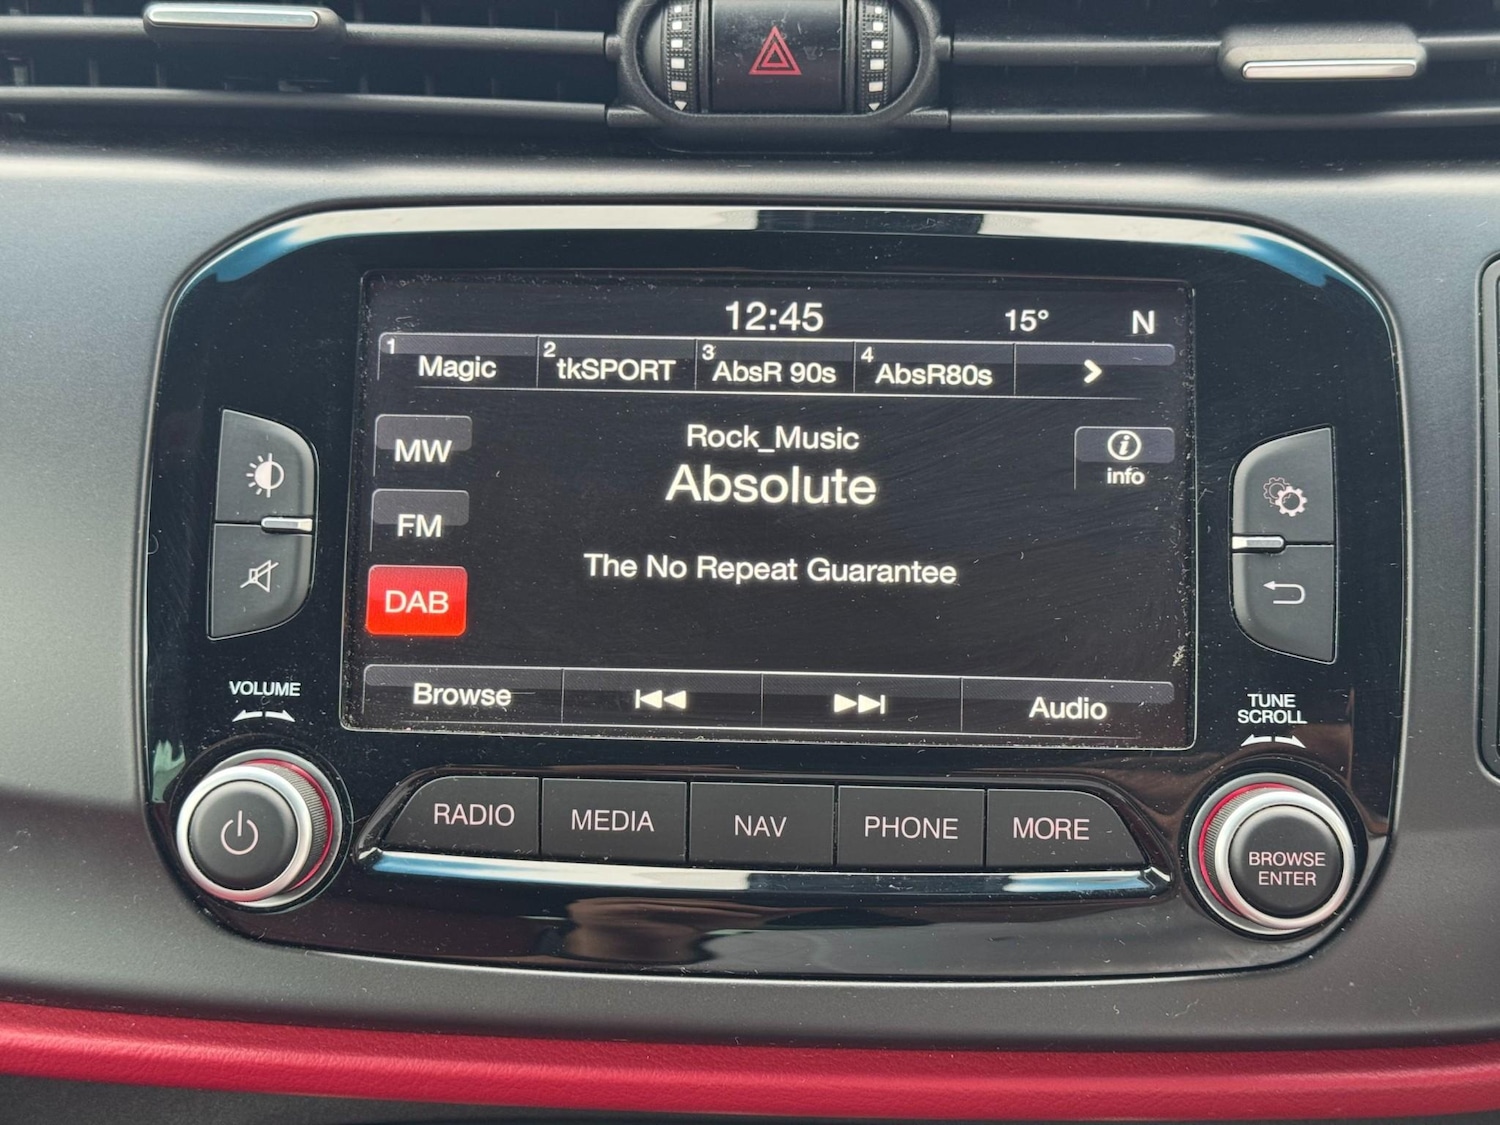 12:45 15° N
1 Magic 2 tkSPORT 3 AbsR 90s 4 AbsR80s
MW
Rock_Music
info
Absolute
FM
The No Repeat Guarantee
DAB
Browse Audio
VOLUME
TUNE
SCROLL
RADIO MEDIA NAV PHONE MORE
BROWSE
ENTER